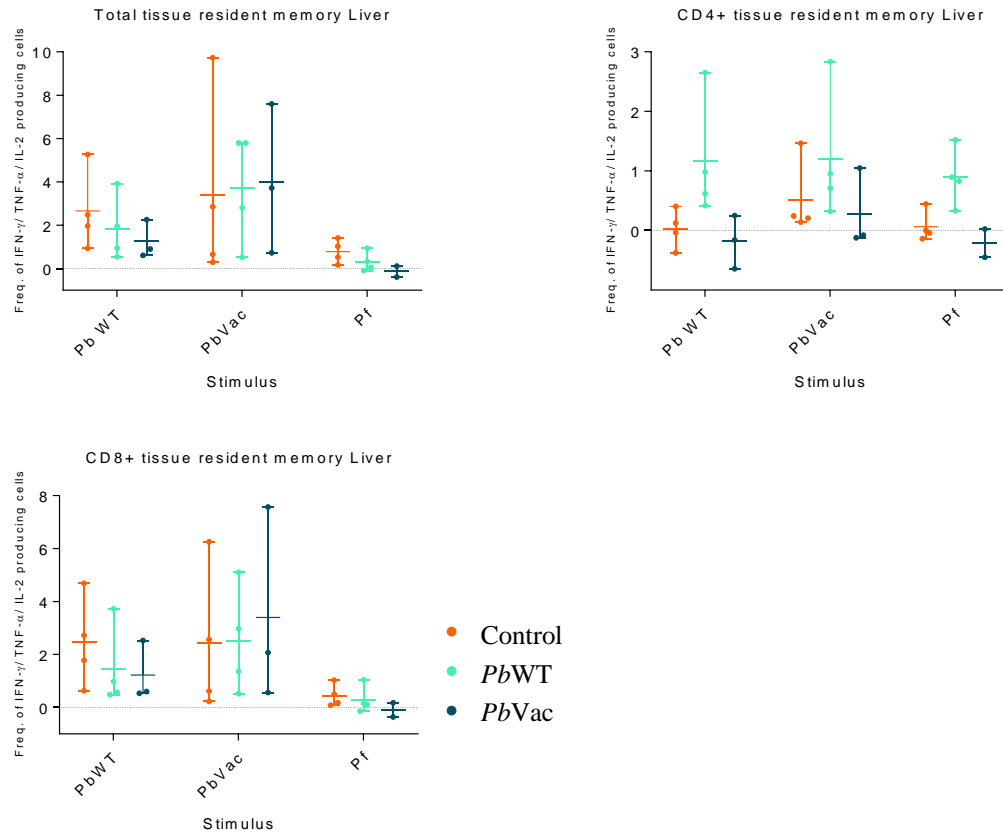 Total tissue resident memory Liver
Freq. of IFN-γ/ TNF-α/ IL-2 producing cells
10
8
6
4
2
0
Pb WT
PbVac
Pf
Stimulus
CD4+ tissue resident memory Liver
Freq. of IFN-γ/ TNF-α/ IL-2 producing cells
3
2
1
0
-1
Pb WT
PbVac
Pf
Stimulus
CD8+ tissue resident memory Liver
Freq. of IFN-γ/ TNF-α/ IL-2 producing cells
8
6
4
2
0
PbWT
PbVac
Pf
Stimulus
Control
PbWT
PbVac